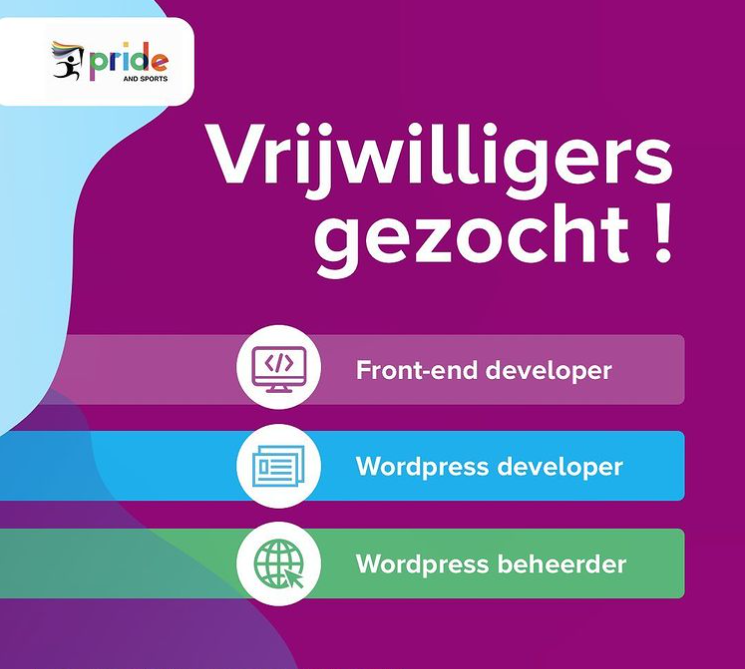 pride
AND SPORTS
Vrijwilligers
gezocht !
Front-end developer
Wordpress developer
Wordpress beheerder